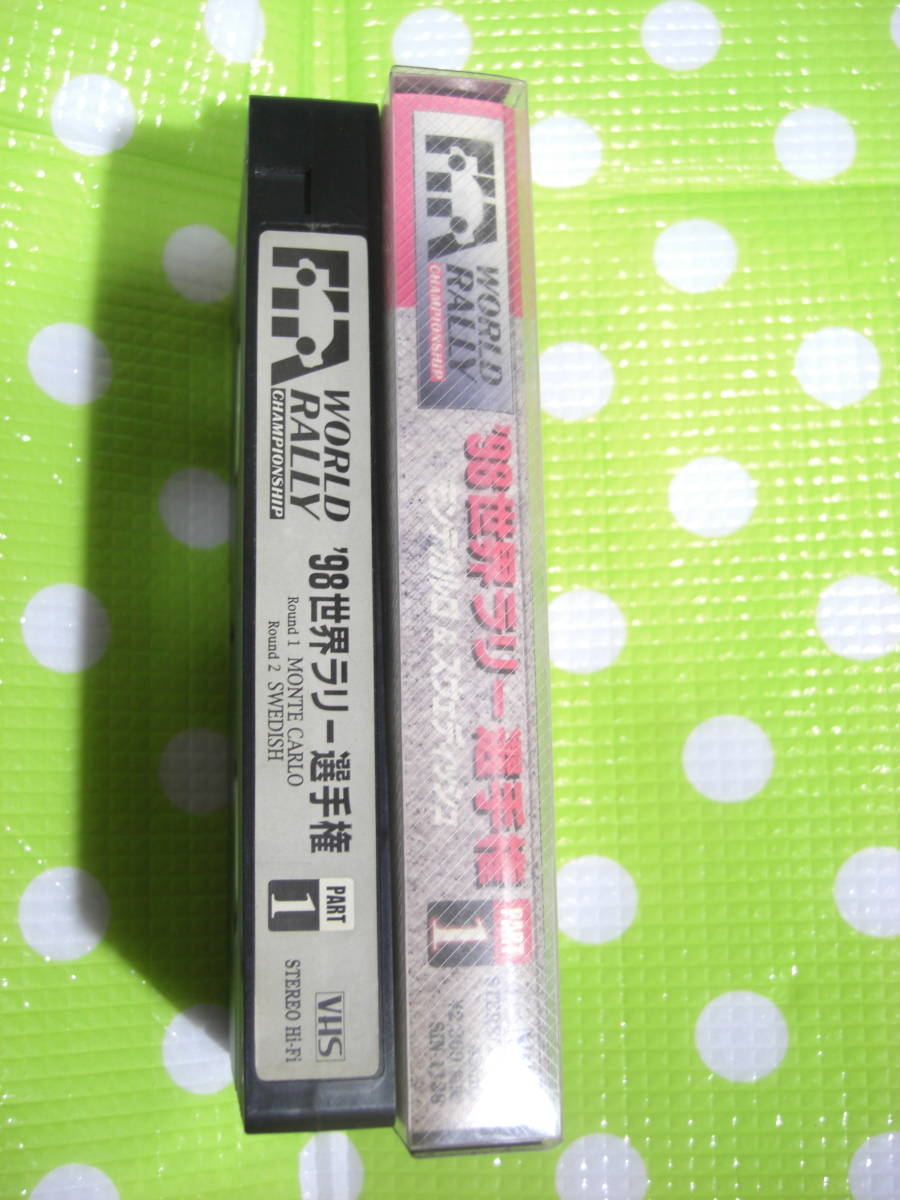 WORLD
RALLY
CHAMPIONSHIP
'98世界ラリー選手権
Round 1 MONTE CARLO
Round 2 SWEDISH
PART
1
VHS
STEREO Hi-Fi
WORLD
RALLY
CHAMPIONSHIP
'98世界ラリー選手権
モンテカルロ&スウェディッシュ
PART
1